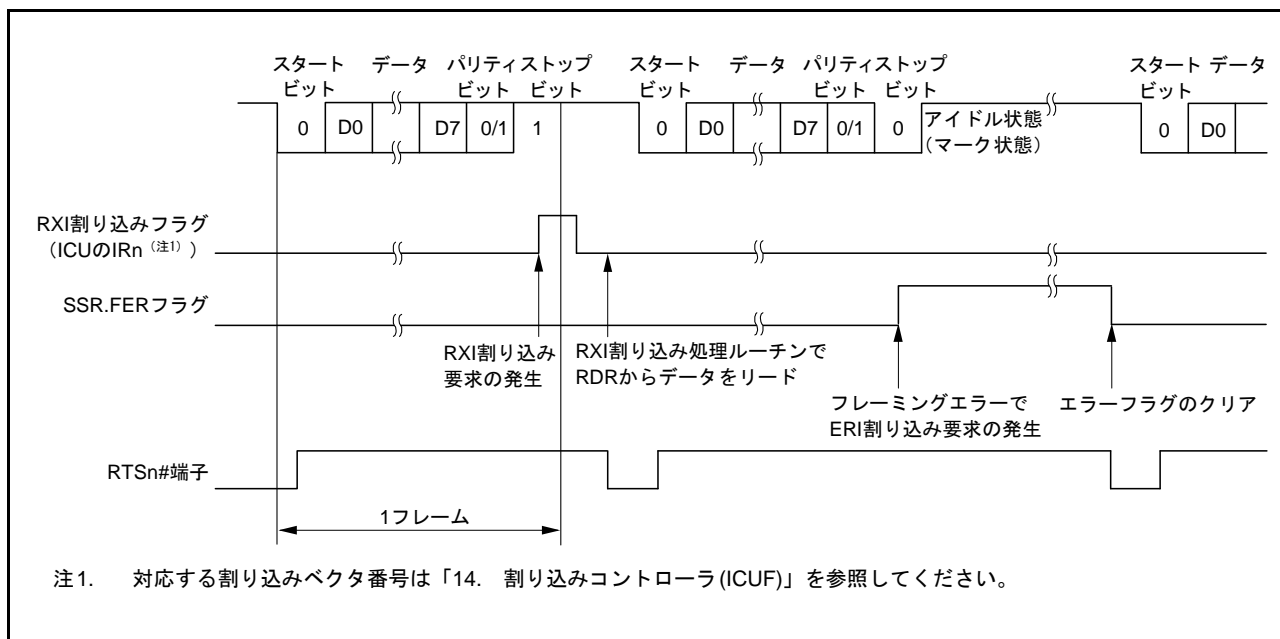 スタート データ パリティストップ スタート データ パリティストップ スタート データ
ビット ビット ビット ビット ビット ビット ビット
0 D0 D7 0/1 1 0 D0 D7 0/1 0 アイドル状態 0 D0
(マーク状態)
RXI割り込みフラグ
(ICUのIRn (注1) )
SSR.FERフラグ
RXI割り込み RXI割り込み処理ルーチンで
要求の発生 RDRからデータをリード
フレーミングエラーで エラーフラグのクリア
ERI割り込み要求の発生
RTSn#端子
1フレーム
注1. 対応する割り込みベクタ番号は「14. 割り込みコントローラ(ICUF)」を参照してください。